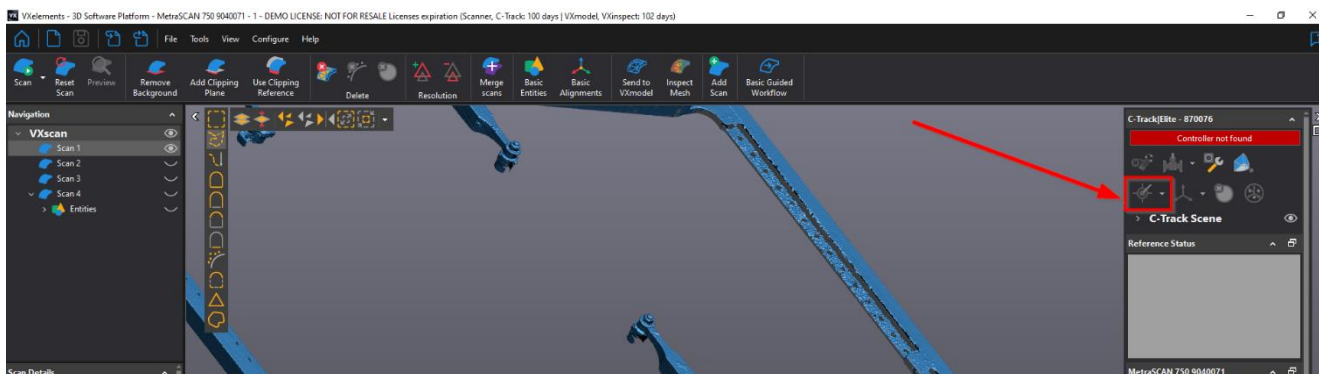 VXelements - 3D Software Platform - MetraSCAN 750 9040071 - 1 - DEMO LICENSE: NOT FOR RESALE Licenses expiration (Scanner, C-Track: 100 days | VXmodel, VXinspect: 102 days)
File Tools View Configure Help
Scan
Reset Scan
Preview
Remove Background
Add Clipping Plane
Use Clipping Reference
Delete
Resolution
Merge scans
Basic Entities
Basic Alignments
Send to VXmodel
Inspect Mesh
Add Scan
Basic Guided Workflow
Navigation
VXscan
Scan 1
Scan 2
Scan 3
Scan 4
Entities
Scan Details
C-Track|Elite - 870076
Controller not found
C-Track Scene
Reference Status
MetraSCAN 750 9040071